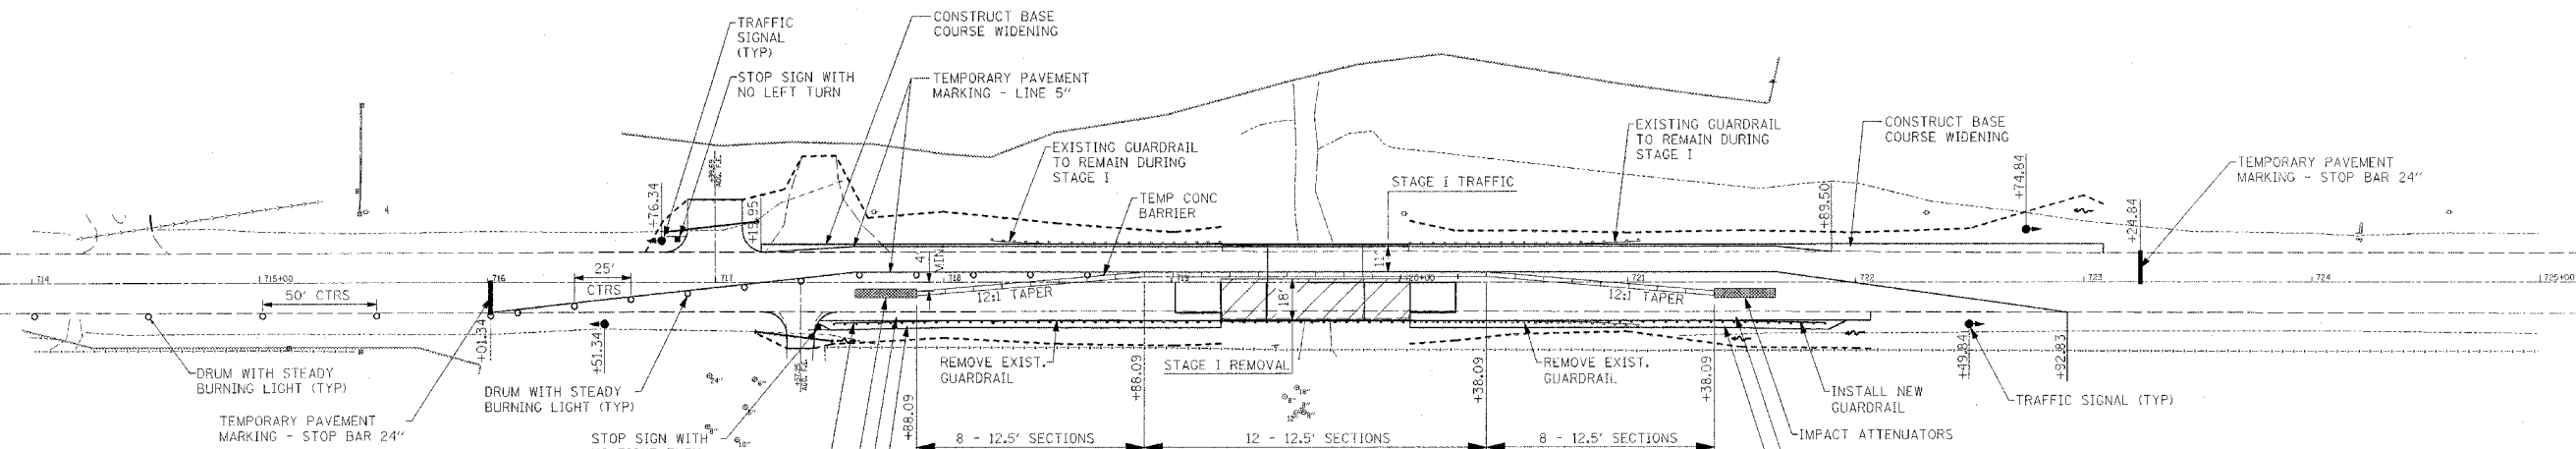 TRAFFIC
SIGNAL
(TYP)
STOP SIGN WITH
NO LEFT TURN
CONSTRUCT BASE
COURSE WIDENING
TEMPORARY PAVEMENT
MARKING - LINE 5"
EXISTING GUARDRAIL
TO REMAIN DURING
STAGE I
TEMP CONC
BARRIER
STAGE I TRAFFIC
EXISTING GUARDRAIL
TO REMAIN DURING
STAGE I
CONSTRUCT BASE
COURSE WIDENING
TEMPORARY PAVEMENT
MARKING - STOP BAR 24"
+76.34
+19.95
+89.50
+74.84
+24.84
4
4'
MIN
11'
714
715+00
716
717
718
719
721
722
723
724
725+00
50' CTRS
25'
CTRS
12:1 TAPER
18'
12:1 TAPER
+01.34
+51.34
+88.09
+88.09
+38.09
+38.09
+49.84
+92.83
DRUM WITH STEADY
BURNING LIGHT (TYP)
TEMPORARY PAVEMENT
MARKING - STOP BAR 24"
DRUM WITH STEADY
BURNING LIGHT (TYP)
STOP SIGN WITH
24"
6"
10"
REMOVE EXIST.
GUARDRAIL
STAGE I REMOVAL
REMOVE EXIST.
GUARDRAIL
INSTALL NEW
GUARDRAIL
IMPACT ATTENUATORS
TRAFFIC SIGNAL (TYP)
8 - 12.5' SECTIONS
12 - 12.5' SECTIONS
8 - 12.5' SECTIONS